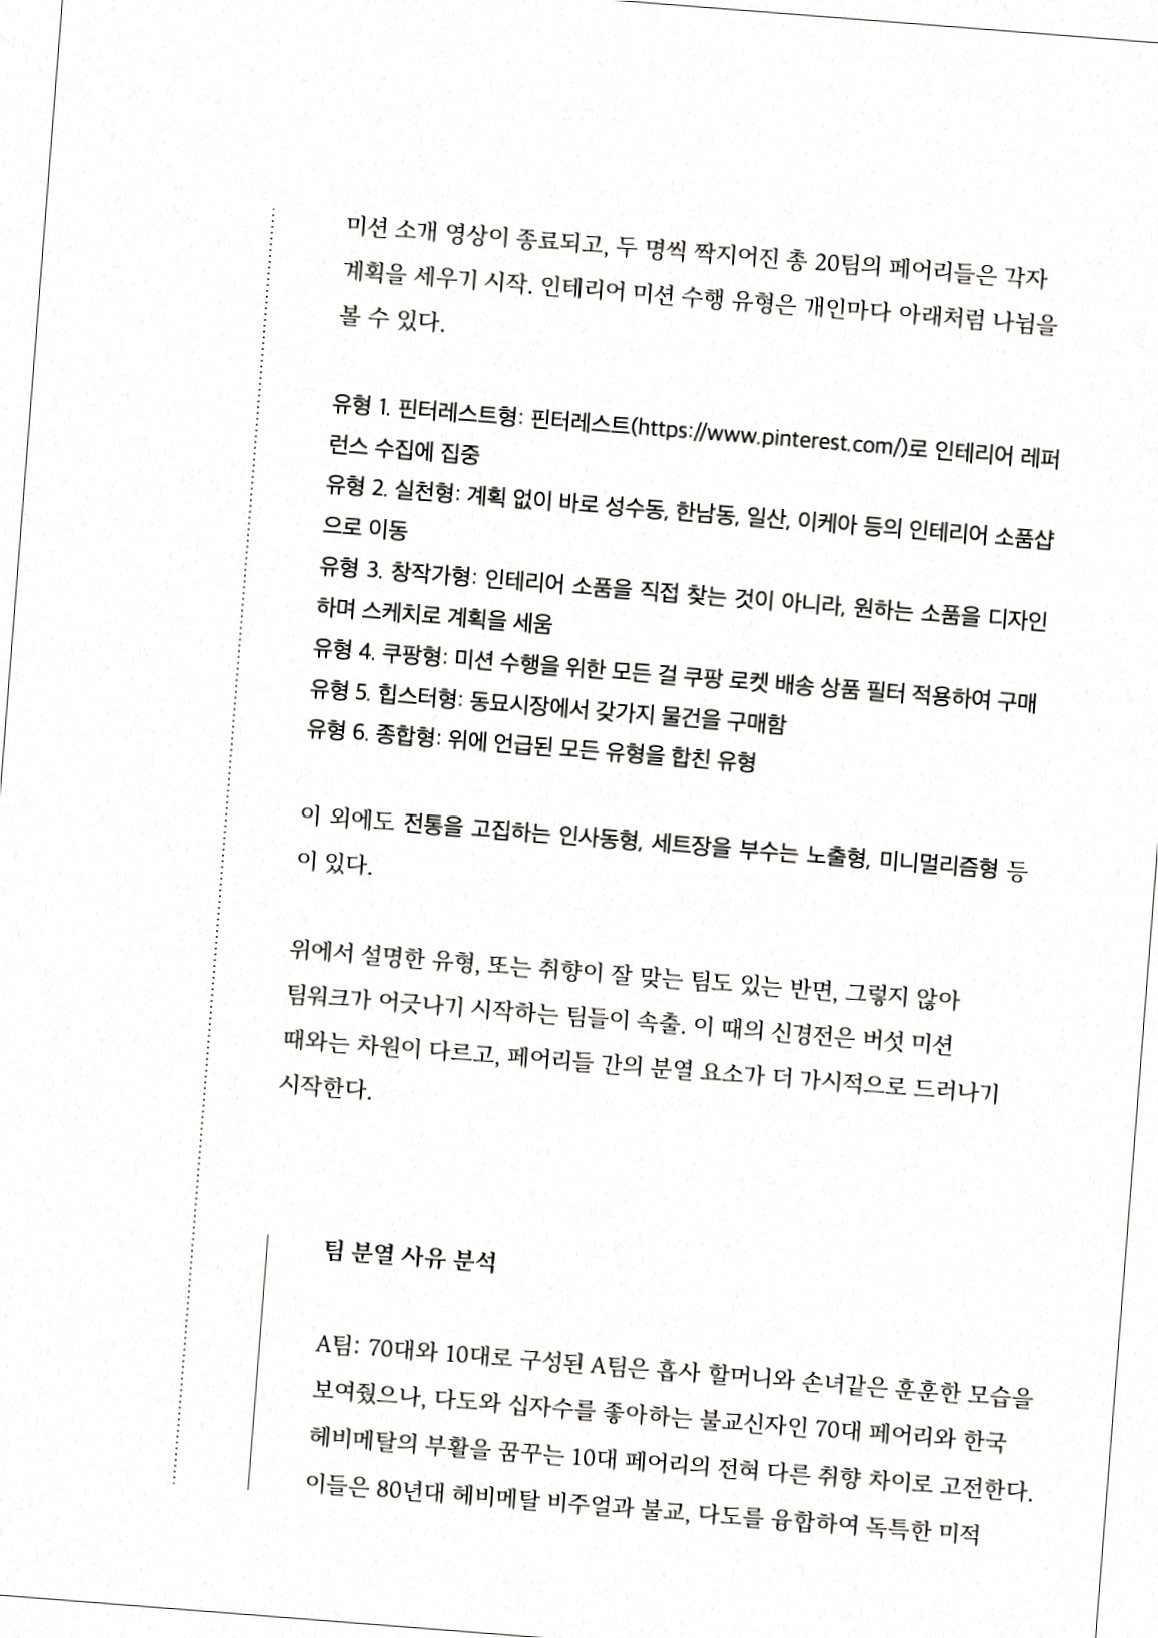 미션 소개 영상이 종료되고, 두 명씩 짝지어진 총 20팀의 페어리들은 각자
계획을 세우기 시작. 인테리어 미션 수행 유형은 개인마다 아래처럼 나뉨을
볼 수 있다.
유형 1. 핀터레스트형: 핀터레스트(https://www.pinterest.com/)로 인테리어 레퍼
런스 수집에 집중
유형 2. 실천형: 계획 없이 바로 성수동, 한남동, 일산, 이케아 등의 인테리어 소품샵
으로 이동
유형 3. 창작가형: 인테리어 소품을 직접 찾는 것이 아니라, 원하는 소품을 디자인
하며 스케치로 계획을 세움
유형 4. 쿠팡형: 미션 수행을 위한 모든 걸 쿠팡 로켓 배송 상품 필터 적용하여 구매
유형 5. 힙스터형: 동묘시장에서 갖가지 물건을 구매함
유형 6. 종합형: 위에 언급된 모든 유형을 합친 유형
이 외에도 전통을 고집하는 인사동형, 세트장을 부수는 노출형, 미니멀리즘형 등
이 있다.
위에서 설명한 유형, 또는 취향이 잘 맞는 팀도 있는 반면, 그렇지 않아
팀워크가 어긋나기 시작하는 팀들이 속출. 이 때의 신경전은 버섯 미션
때와는 차원이 다르고, 페어리들 간의 분열 요소가 더 가시적으로 드러나기
시작한다.
팀 분열 사유 분석
A팀: 70대와 10대로 구성된 A팀은 흡사 할머니와 손녀같은 훈훈한 모습을
보여줬으나, 다도와 십자수를 좋아하는 불교신자인 70대 페어리와 한국
헤비메탈의 부활을 꿈꾸는 10대 페어리의 전혀 다른 취향 차이로 고전한다.
이들은 80년대 헤비메탈 비주얼과 불교, 다도를 융합하여 독특한 미적